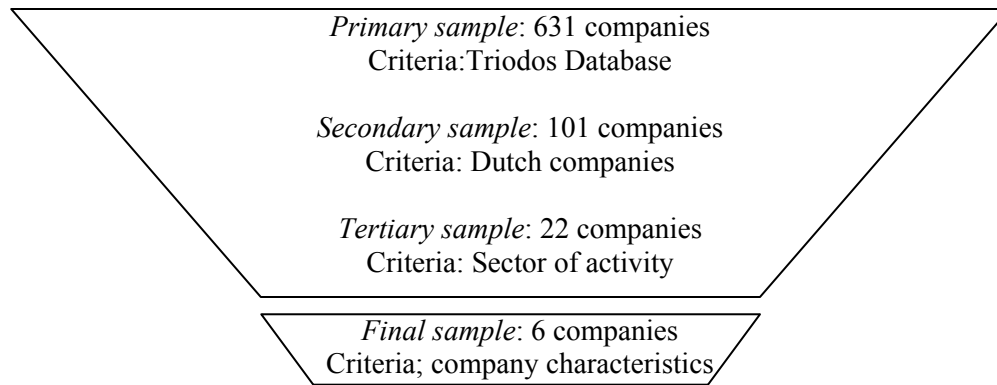 Primary sample: 631 companies
Criteria:Triodos Database
Secondary sample: 101 companies
Criteria: Dutch companies
Tertiary sample: 22 companies
Criteria: Sector of activity
Final sample: 6 companies
Criteria; company characteristics